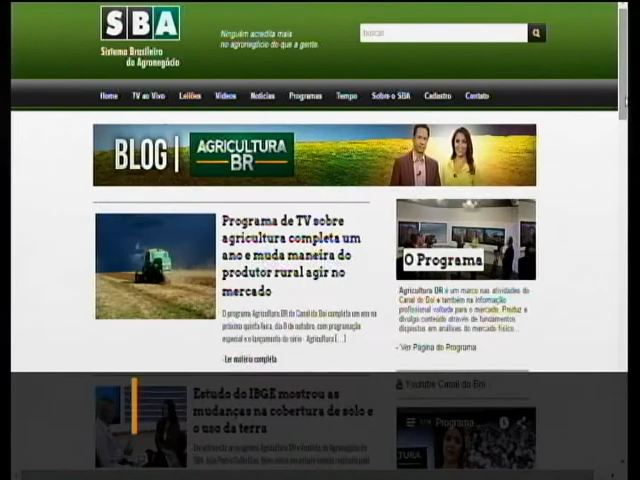 SBA
Sistema Brasileiro
do Agronegócio
Ninguém acredita mais
no agronegócio do que a gente.
buscar
Home TV ao Vivo Leilões Vídeos Notícias Programas Tempo Sobre o SBA Cadastro Contato
BLOG | AGRICULTURA
BR
Programa de TV sobre
agricultura completa um
ano e muda maneira do
produtor rural agir no
mercado
O programa Agricultura BR do Canal do Boi completa um ano na
próxima quinta-feira, dia 8 de outubro, com programação
especial e o lançamento da série - Agricultura [...]
- Ler matéria completa
O Programa
Agricultura BR é um marco nas atividades do
Canal do Boi e também na informação
profissional voltada para o mercado. Produz e
divulga conteúdo através de fundamentos
dispostos em análises do mercado físico...
- Ver Página do Programa
Estudo do IBGE mostrou as
mudanças na cobertura de solo e
o uso da terra
Youtube Canal do Boi
Programa